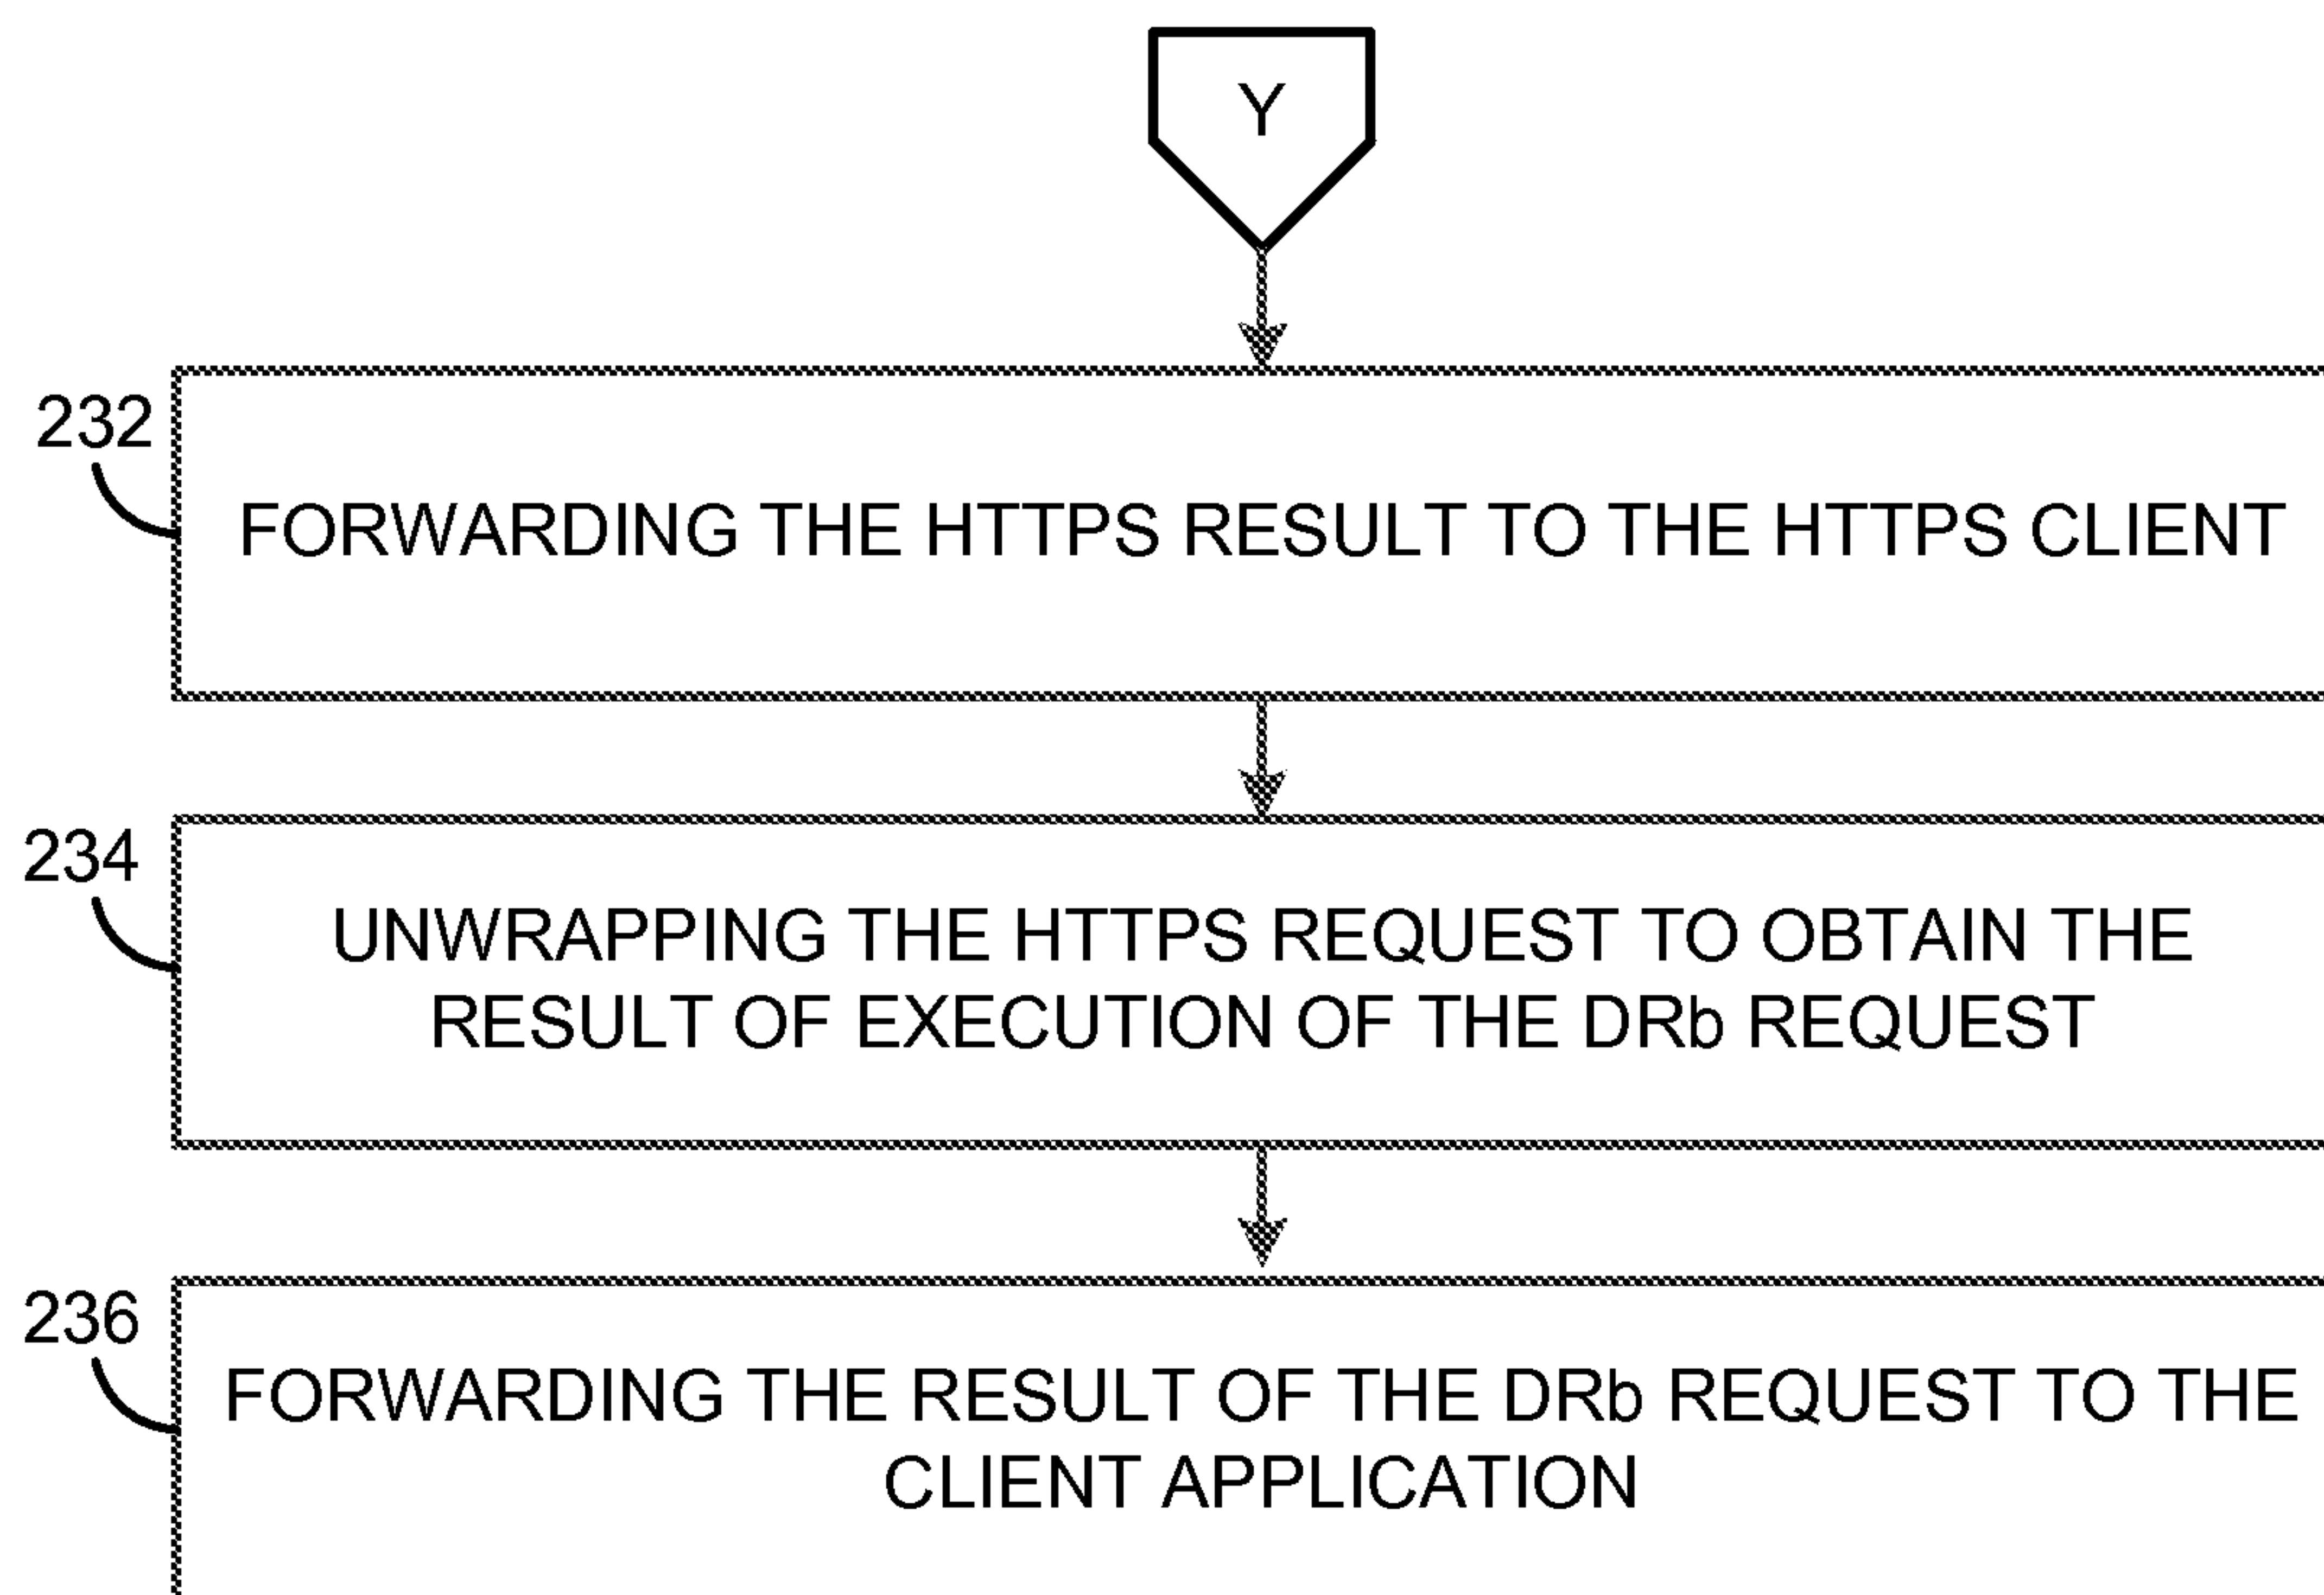 Y
232
FORWARDING THE HTTPS RESULT TO THE HTTPS CLIENT
234
UNWRAPPING THE HTTPS REQUEST TO OBTAIN THE
RESULT OF EXECUTION OF THE DRb REQUEST
236
FORWARDING THE RESULT OF THE DRb REQUEST TO THE
CLIENT APPLICATION